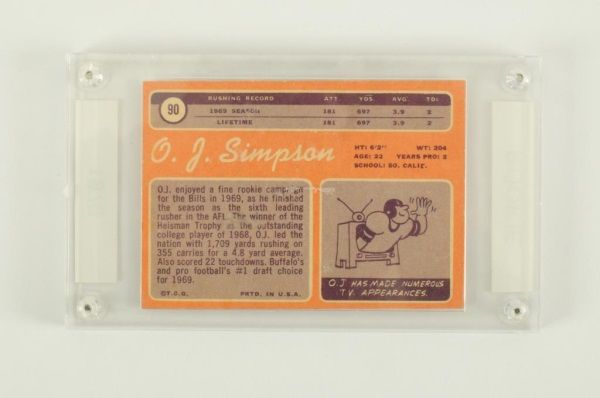 90
RUSHING RECORD ATT. YDS. AVG. TDs
1969 SEASON 181 697 3.9 2
LIFETIME 181 697 3.9 2
O. J. Simpson
HT: 6'2" WT: 204
AGE: 22 YEARS PRO: 2
SCHOOL: SO. CALIF.
O.J. enjoyed a fine rookie campaign
for the Bills in 1969, as he finished
the season as the sixth leading
rusher in the AFL. The winner of the
Heisman Trophy as the outstanding
college player of 1968, O.J. led the
nation with 1,709 yards rushing on
355 carries for a 4.8 yard average.
Also scored 22 touchdowns. Buffalo's
and pro football's #1 draft choice
for 1969.
©T.C.G. PRTD. IN U.S.A.
O.J. HAS MADE NUMEROUS
T.V. APPEARANCES.